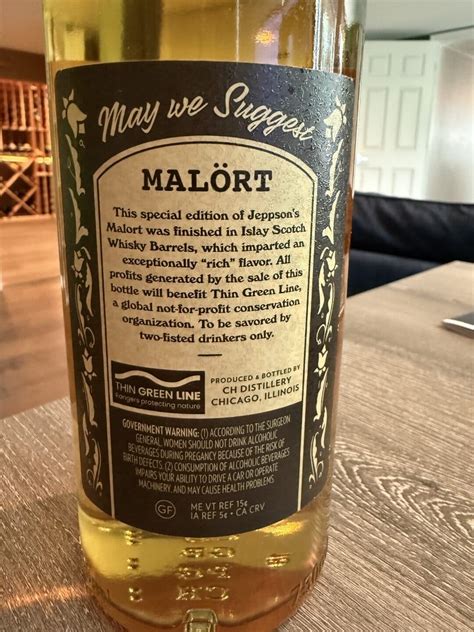 May we Suggest
MALÖRT
This special edition of Jeppson's
Malort was finished in Islay Scotch
Whisky Barrels, which imparted an
exceptionally "rich" flavor. All
profits generated by the sale of this
bottle will benefit Thin Green Line,
a global not-for-profit conservation
organization. To be savored by
two-fisted drinkers only.
THIN GREEN LINE
rangers protecting nature
PRODUCED & BOTTLED BY
CH DISTILLERY
CHICAGO, ILLINOIS
GOVERNMENT WARNING: (1) ACCORDING TO THE SURGEON
GENERAL, WOMEN SHOULD NOT DRINK ALCOHOLIC
BEVERAGES DURING PREGANCY BECAUSE OF THE RISK OF
BIRTH DEFECTS. (2) CONSUMPTION OF ALCOHOLIC BEVERAGES
IMPAIRS YOUR ABILITY TO DRIVE A CAR OR OPERATE
MACHINERY, AND MAY CAUSE HEALTH PROBLEMS.
GF
ME VT REF 15¢
IA REF 5¢ • CA CRV